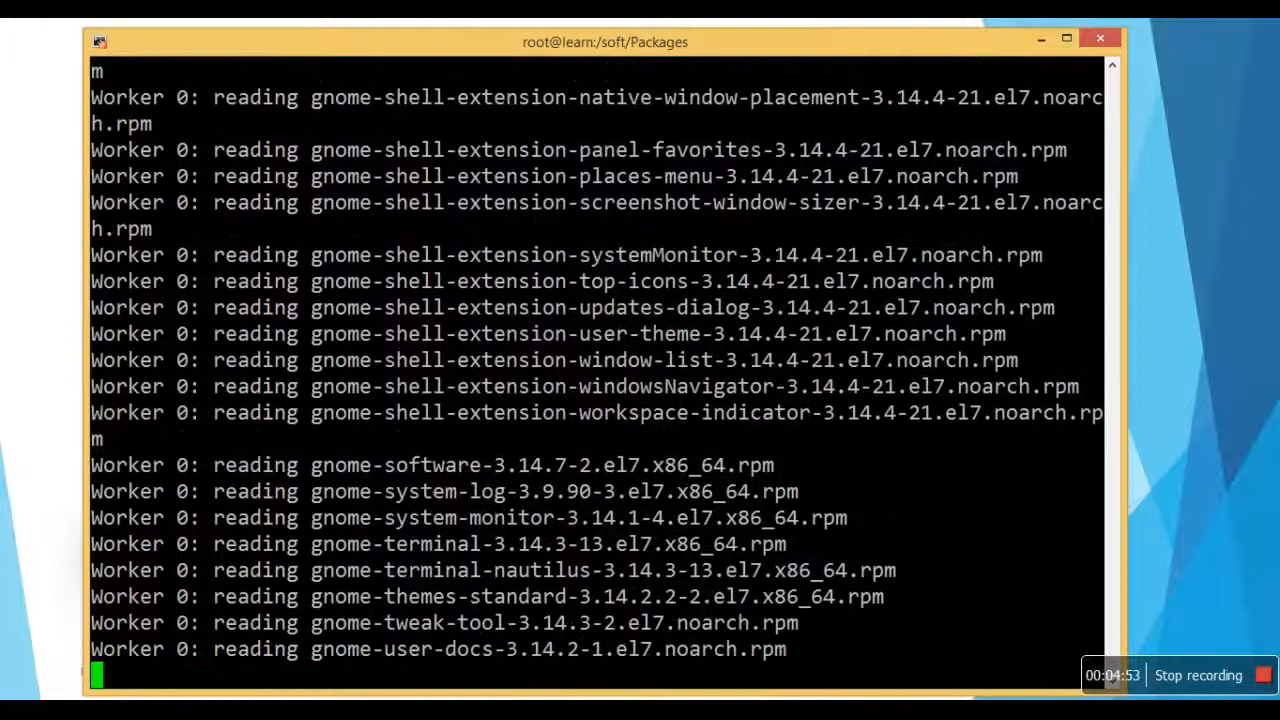 root@learn:/soft/Packages
m
Worker 0: reading gnome-shell-extension-native-window-placement-3.14.4-21.el7.noarc
h.rpm
Worker 0: reading gnome-shell-extension-panel-favorites-3.14.4-21.el7.noarch.rpm
Worker 0: reading gnome-shell-extension-places-menu-3.14.4-21.el7.noarch.rpm
Worker 0: reading gnome-shell-extension-screenshot-window-sizer-3.14.4-21.el7.noarc
h.rpm
Worker 0: reading gnome-shell-extension-systemMonitor-3.14.4-21.el7.noarch.rpm
Worker 0: reading gnome-shell-extension-top-icons-3.14.4-21.el7.noarch.rpm
Worker 0: reading gnome-shell-extension-updates-dialog-3.14.4-21.el7.noarch.rpm
Worker 0: reading gnome-shell-extension-user-theme-3.14.4-21.el7.noarch.rpm
Worker 0: reading gnome-shell-extension-window-list-3.14.4-21.el7.noarch.rpm
Worker 0: reading gnome-shell-extension-windowsNavigator-3.14.4-21.el7.noarch.rpm
Worker 0: reading gnome-shell-extension-workspace-indicator-3.14.4-21.el7.noarch.rp
m
Worker 0: reading gnome-software-3.14.7-2.el7.x86_64.rpm
Worker 0: reading gnome-system-log-3.9.90-3.el7.x86_64.rpm
Worker 0: reading gnome-system-monitor-3.14.1-4.el7.x86_64.rpm
Worker 0: reading gnome-terminal-3.14.3-13.el7.x86_64.rpm
Worker 0: reading gnome-terminal-nautilus-3.14.3-13.el7.x86_64.rpm
Worker 0: reading gnome-themes-standard-3.14.2.2-2.el7.x86_64.rpm
Worker 0: reading gnome-tweak-tool-3.14.3-2.el7.noarch.rpm
Worker 0: reading gnome-user-docs-3.14.2-1.el7.noarch.rpm
00:04:53 Stop recording